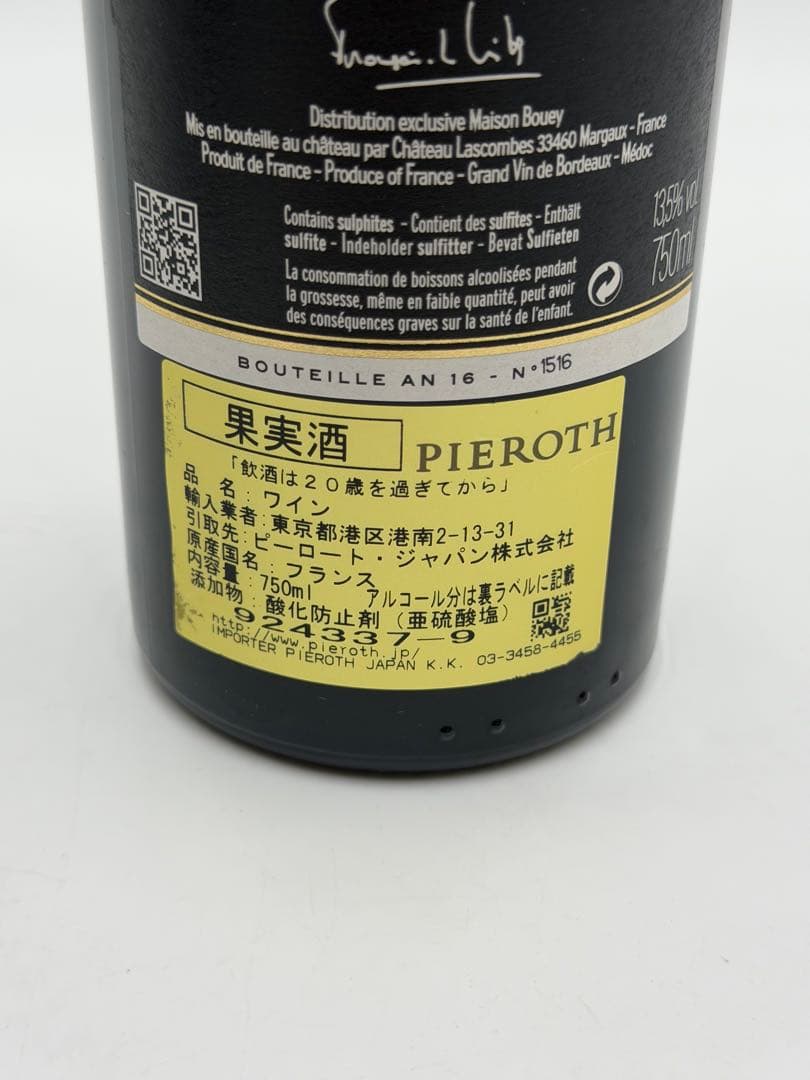 Distribution exclusive Maison Bouey
Mis en bouteille au château par Château Lascombes 33460 Margaux - France
Produit de France - Produce of France - Grand Vin de Bordeaux - Médoc
Contains sulphites - Contient des sulfites - Enthält
sulfite - Indeholder sulfitter - Bevat Sulfieten
13,5% vol
750ml
La consommation de boissons alcoolisées pendant
la grossesse, même en faible quantité, peut avoir
des conséquences graves sur la santé de l'enfant.
BOUTEILLE AN 16 - N° 1516
果実酒 PIEROTH
「飲酒は20歳を過ぎてから」
品 名:ワイン
輸入業者:東京都港区港南2-13-31
引取先:ピーロート・ジャパン株式会社
原産国名:フランス
内容量:750ml アルコール分は裏ラベルに記載
添加物:酸化防止剤(亜硫酸塩)
924337-9
http://www.pieroth.jp/
IMPORTER PIEROTH JAPAN K.K. 03-3458-4455